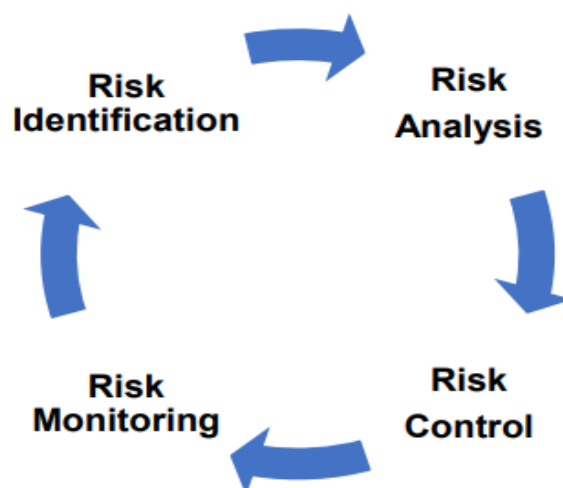 Risk
Identification
Risk
Analysis
Risk
Control
Risk
Monitoring